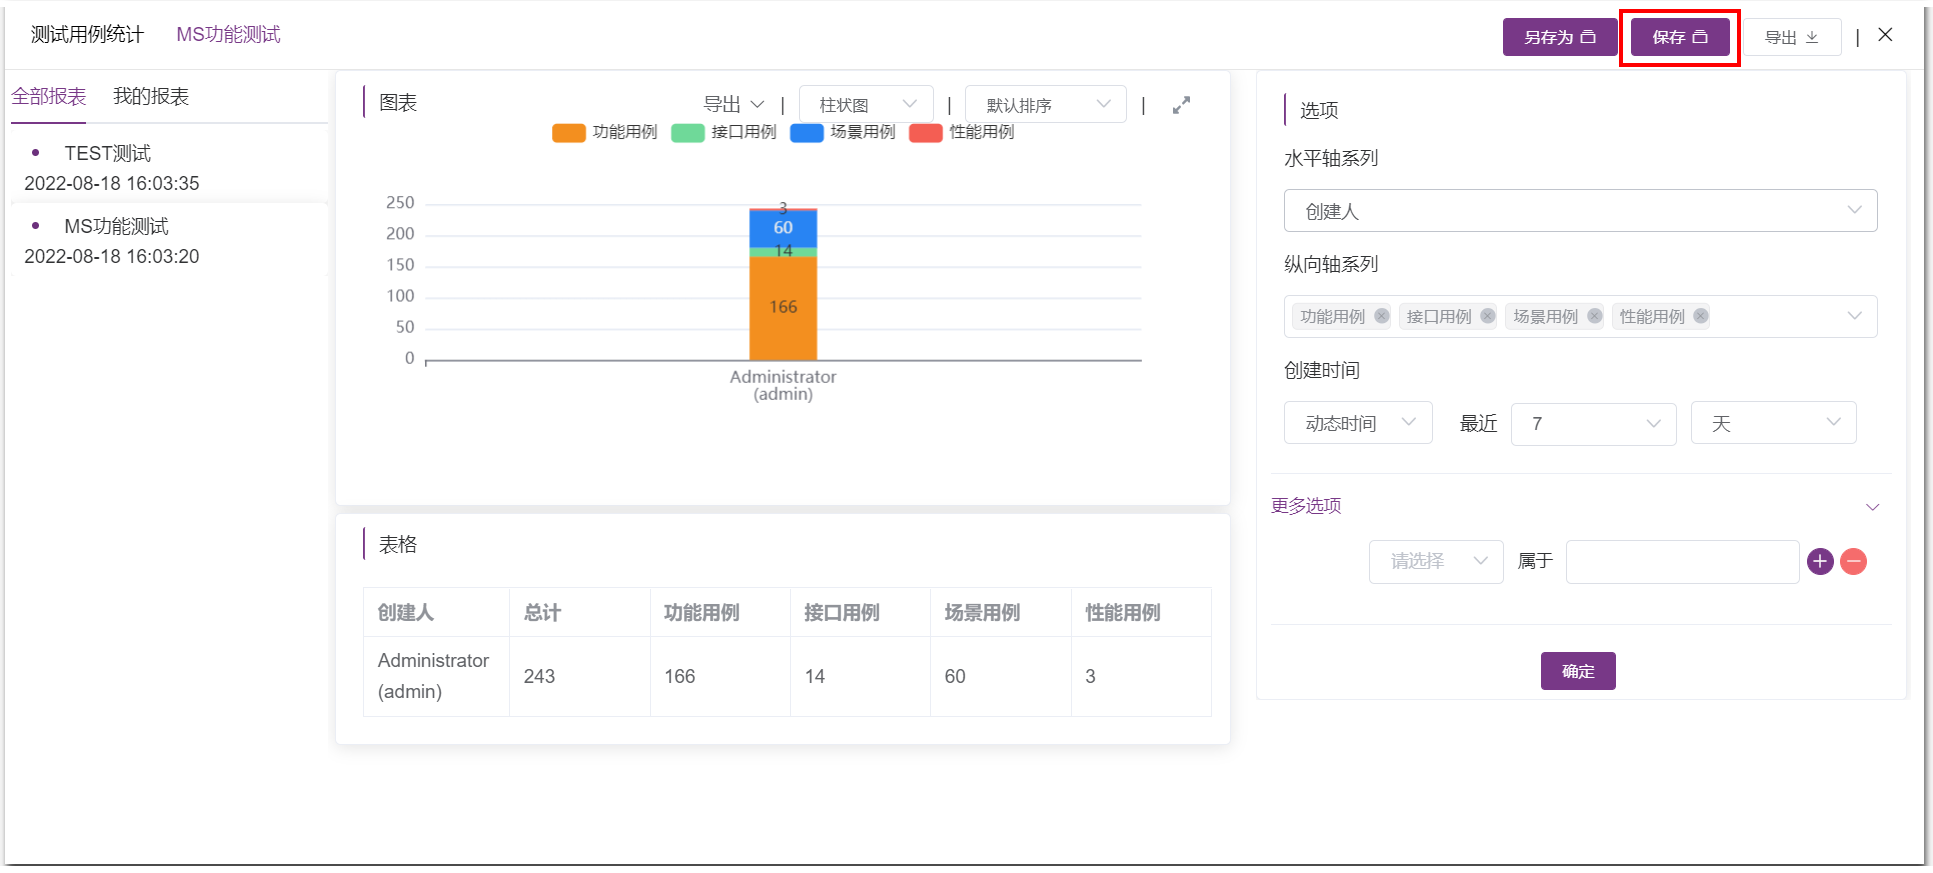 测试用例统计 MS功能测试 另存为 保存 导出 |
全部报表 我的报表
TEST测试
2022-08-18 16:03:35
MS功能测试
2022-08-18 16:03:20
图表 导出 | 柱状图 | 默认排序 |
功能用例 接口用例 场景用例 性能用例
250
200
150
100
50
0
3
60
14
166
Administrator
(admin)
表格
创建人 总计 功能用例 接口用例 场景用例 性能用例
Administrator
(admin) 243 166 14 60 3
选项
水平轴系列
创建人
纵向轴系列
功能用例 接口用例 场景用例 性能用例
创建时间
动态时间 最近 7 天
更多选项
请选择 属于
确定